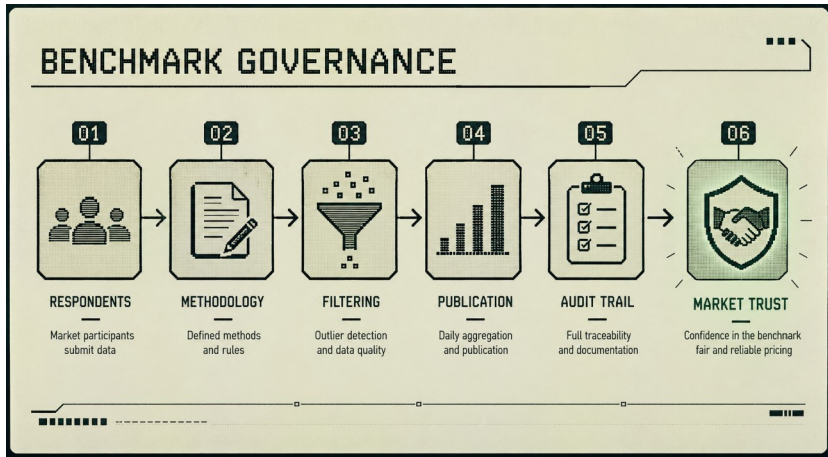 BENCHMARK GOVERNANCE
01
02
03
04
05
06
RESPONDENTS
Market participants
submit data
METHODOLOGY
Defined methods
and rules
FILTERING
Outlier detection
and data quality
PUBLICATION
Daily aggregation
and publication
AUDIT TRAIL
Full traceability
and documentation
MARKET TRUST
Confidence in the benchmark
fair and reliable pricing